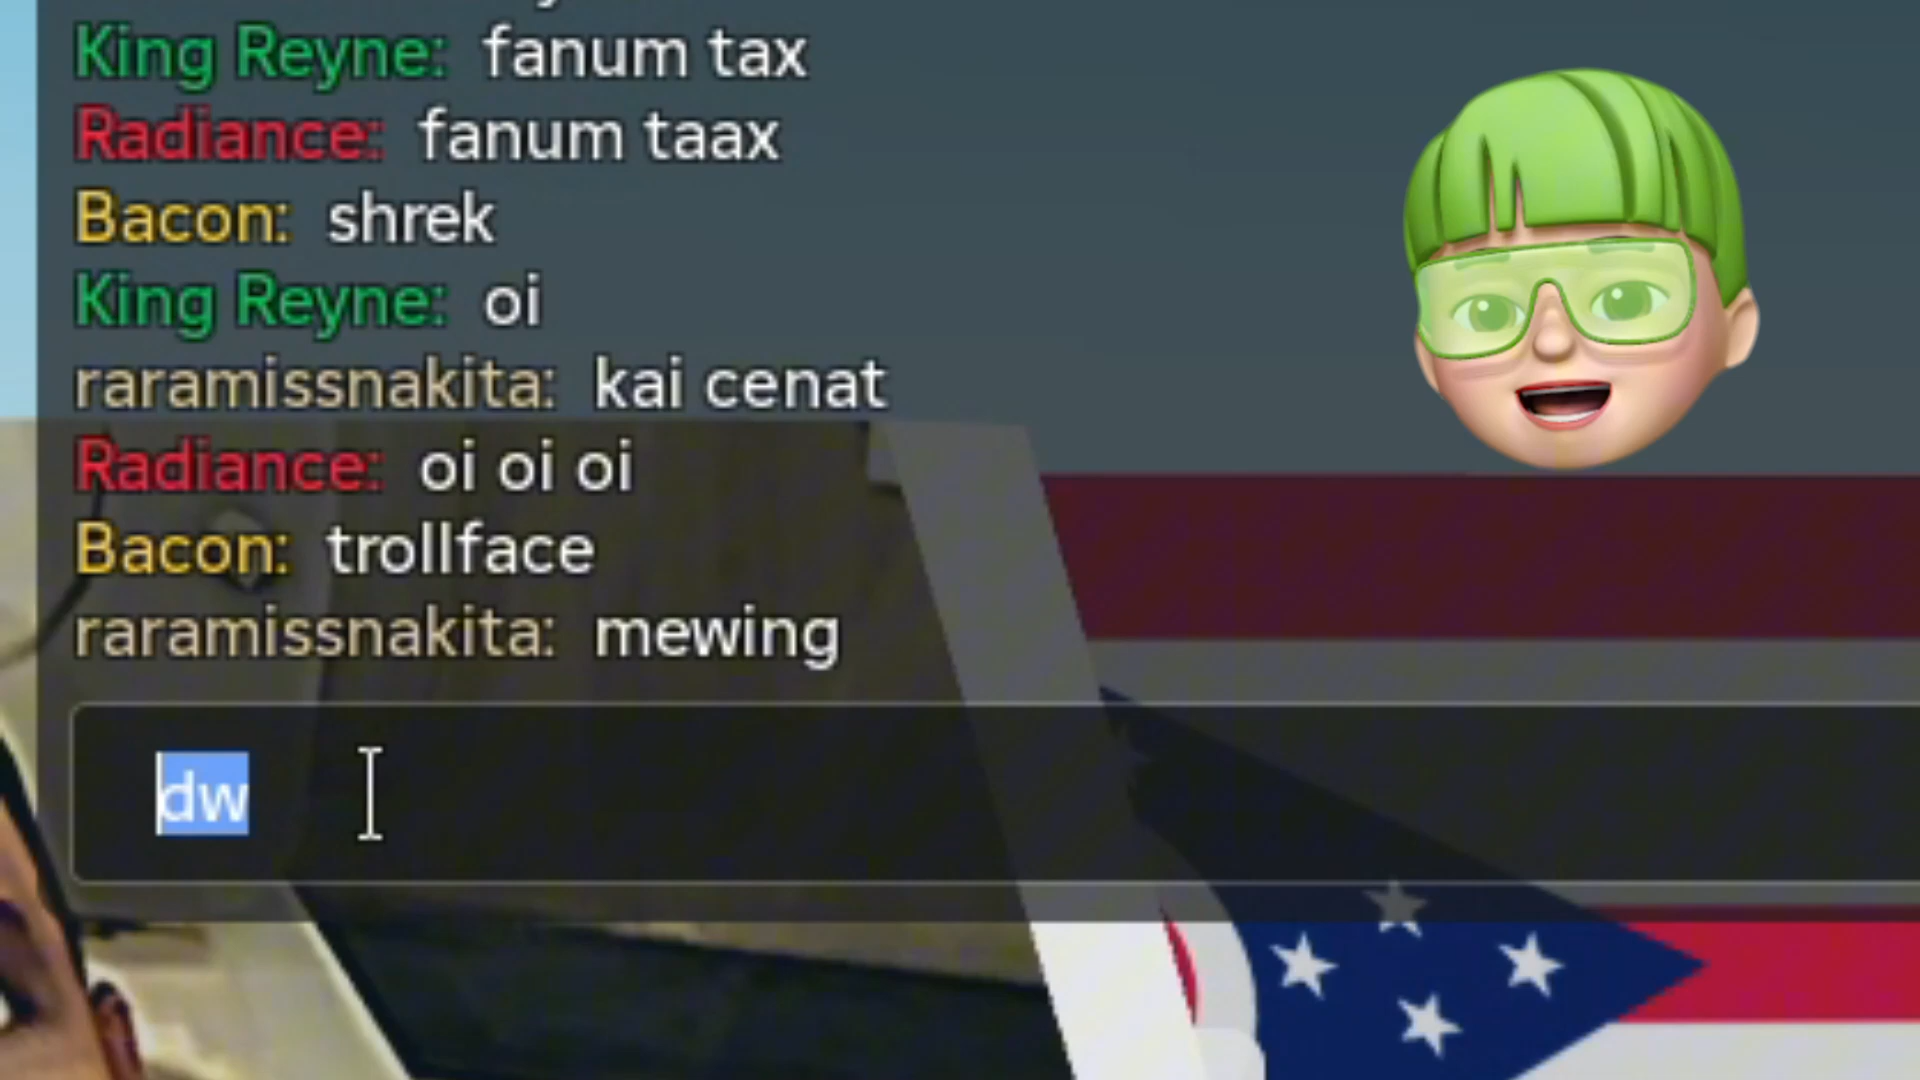 King Reyne: fanum tax
Radiance: fanum taax
Bacon: shrek
King Reyne: oi
raramissnakita: kai cenat
Radiance: oi oi oi
Bacon: trollface
raramissnakita: mewing
dw